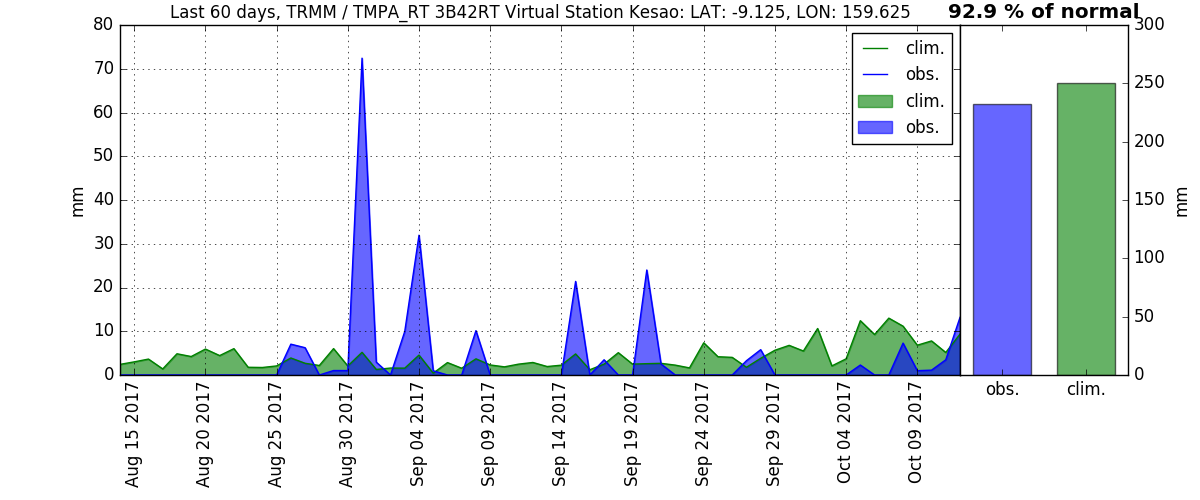 Last 60 days, TRMM / TMPA_RT 3B42RT Virtual Station Kesao: LAT: -9.125, LON: 159.625
92.9 % of normal
80
70
60
50
40
30
20
10
0
mm
clim.
obs.
clim.
obs.
300
250
200
150
100
50
0
mm
Aug 15 2017
Aug 20 2017
Aug 25 2017
Aug 30 2017
Sep 04 2017
Sep 09 2017
Sep 14 2017
Sep 19 2017
Sep 24 2017
Sep 29 2017
Oct 04 2017
Oct 09 2017
obs.
clim.